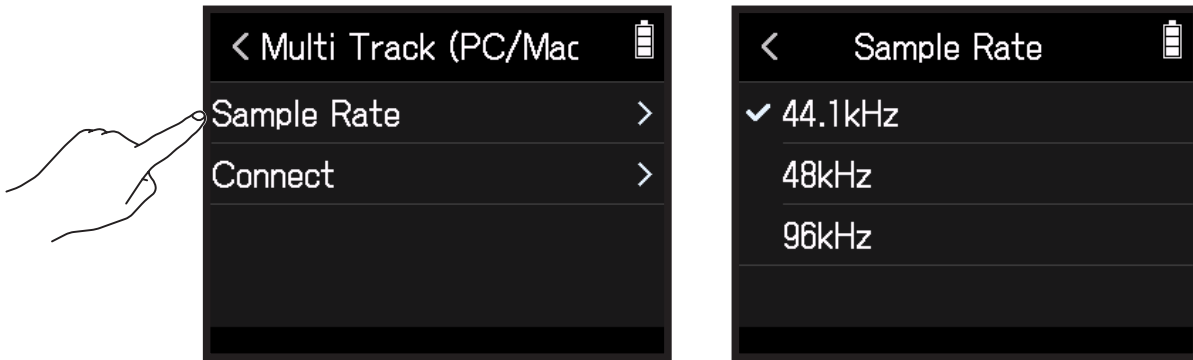 Multi Track (PC/Mac
Sample Rate
Connect
Sample Rate
44.1kHz
48kHz
96kHz